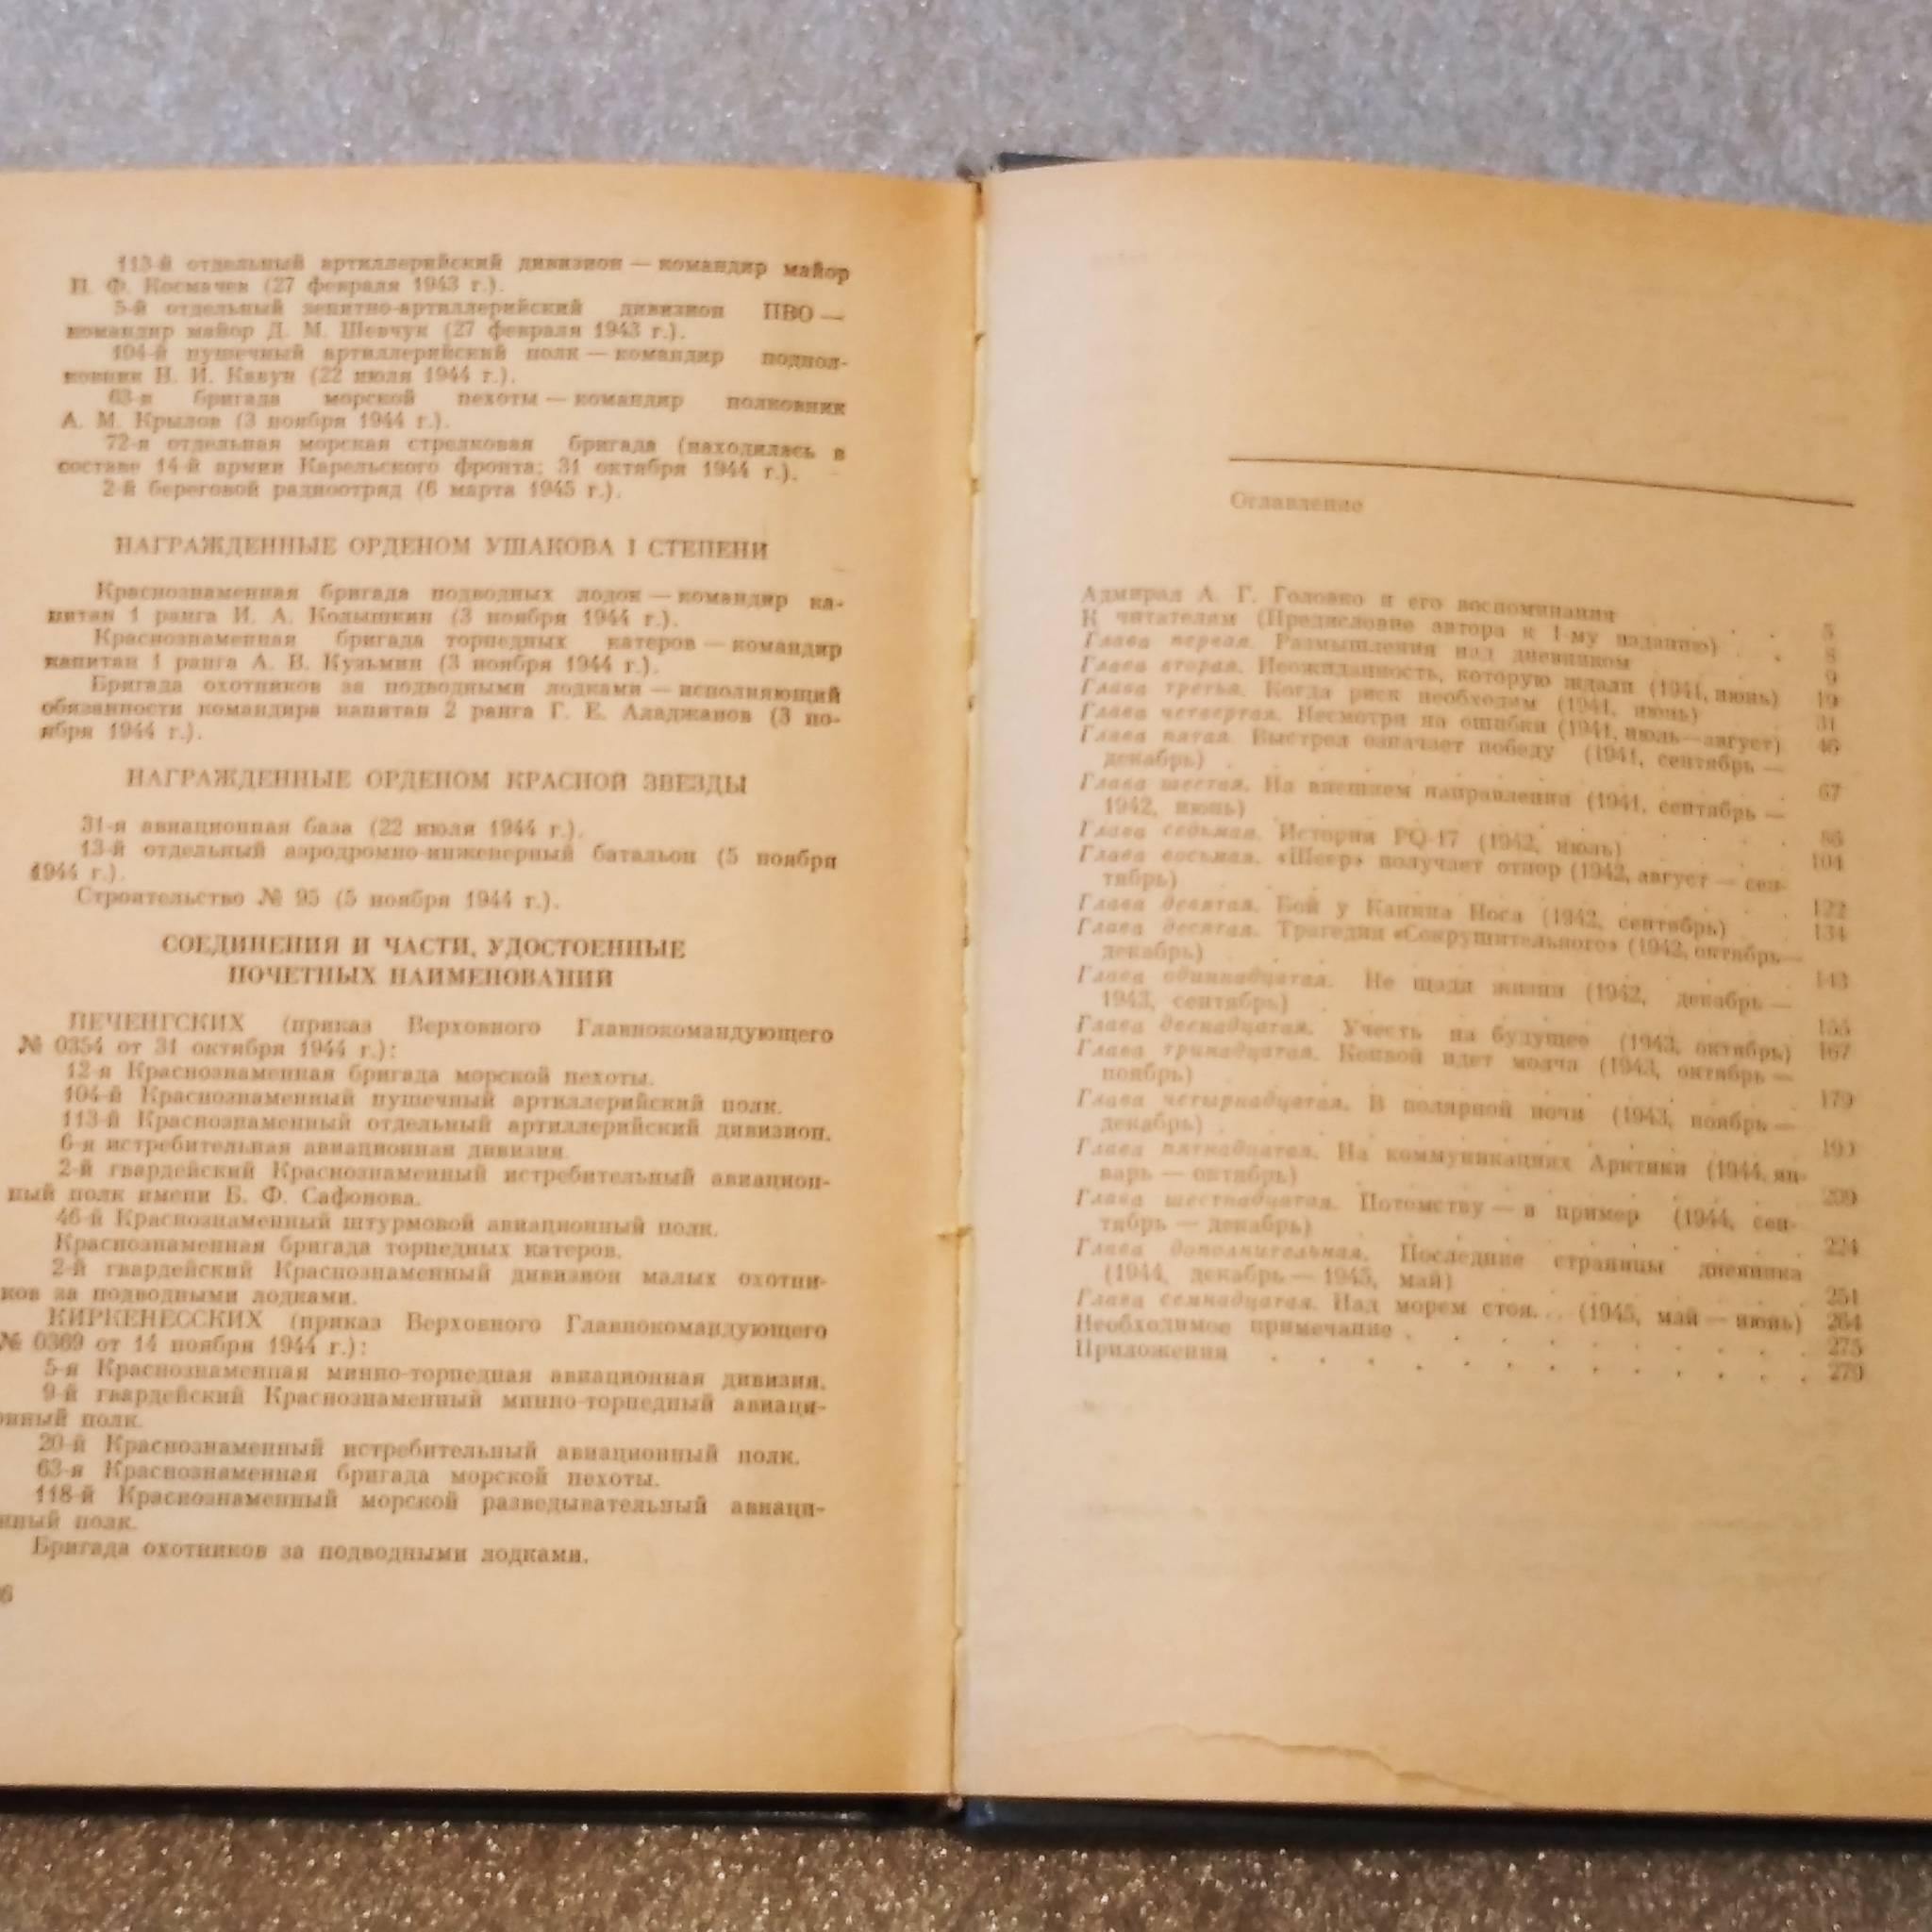 113-й отдельный артиллерийский дивизион — командир майор
П. Ф. Космачев (27 февраля 1943 г.).
5-й отдельный зенитно-артиллерийский дивизион ПВО —
командир майор Д. М. Шевчук (27 февраля 1943 г.).
104-й пушечный артиллерийский полк — командир подпол-
ковник Н. И. Кавун (22 июля 1944 г.).
63-я бригада морской пехоты — командир полковник
А. М. Крылов (3 ноября 1944 г.).
72-я отдельная морская стрелковая бригада (находилась в
составе 14-й армии Карельского фронта; 31 октября 1944 г.).
2-й береговой радиоотряд (6 марта 1945 г.).
НАГРАЖДЕННЫЕ ОРДЕНОМ УШАКОВА I СТЕПЕНИ
Краснознаменная бригада подводных лодок — командир ка-
питан 1 ранга И. А. Колышкин (3 ноября 1944 г.).
Краснознаменная бригада торпедных катеров — командир
капитан 1 ранга А. В. Кузьмин (3 ноября 1944 г.).
Бригада охотников за подводными лодками — исполняющий
обязанности командира капитан 2 ранга Г. Е. Аладжанов (3 но-
ября 1944 г.).
НАГРАЖДЕННЫЕ ОРДЕНОМ КРАСНОЙ ЗВЕЗДЫ
31-я авиационная база (22 июля 1944 г.).
13-й отдельный аэродромно-инженерный батальон (5 ноября
1944 г.).
Строительство № 95 (5 ноября 1944 г.).
СОЕДИНЕНИЯ И ЧАСТИ, УДОСТОЕННЫЕ
ПОЧЕТНЫХ НАИМЕНОВАНИЙ
ПЕЧЕНГСКИХ (приказ Верховного Главнокомандующего
№ 0354 от 31 октября 1944 г.):
12-я Краснознаменная бригада морской пехоты.
104-й Краснознаменный пушечный артиллерийский полк.
113-й Краснознаменный отдельный артиллерийский дивизион.
6-я истребительная авиационная дивизия.
2-й гвардейский Краснознаменный истребительный авиацион-
ный полк имени Б. Ф. Сафонова.
46-й Краснознаменный штурмовой авиационный полк.
Краснознаменная бригада торпедных катеров.
2-й гвардейский Краснознаменный дивизион малых охотни-
ков за подводными лодками.
КИРКЕНЕССКИХ (приказ Верховного Главнокомандующего
№ 0369 от 14 ноября 1944 г.):
5-я Краснознаменная минно-торпедная авиационная дивизия.
9-й гвардейский Краснознаменный минно-торпедный авиаци-
онный полк.
20-й Краснознаменный истребительный авиационный полк.
63-я Краснознаменная бригада морской пехоты.
118-й Краснознаменный морской разведывательный авиаци-
нный полк.
Бригада охотников за подводными лодками.
6
Оглавление
Адмирал А. Г. Головко и его воспоминания 5
К читателям (Предисловие автора к 1-му изданию) 8
Глава первая. Размышления над дневником 9
Глава вторая. Неожиданность, которую ждали (1941, июнь) 19
Глава третья. Когда риск необходим (1941, июнь) 31
Глава четвертая. Несмотря на ошибки (1941, июль — август) 46
Глава пятая. Выстрел означает победу (1941, сентябрь —
декабрь) 67
Глава шестая. На внешнем направлении (1941, сентябрь —
1942, июнь) 86
Глава седьмая. История PQ-17 (1942, июль) 104
Глава восьмая. «Шеер» получает отпор (1942, август — сен-
тябрь) 122
Глава девятая. Бой у Канина Носа (1942, сентябрь) 134
Глава десятая. Трагедия «Сокрушительного» (1942, октябрь —
декабрь) 143
Глава одиннадцатая. Не щадя жизни (1942, декабрь —
1943, сентябрь) 155
Глава двенадцатая. Учесть на будущее (1943, октябрь) 167
Глава тринадцатая. Конвой идет молча (1943, октябрь —
ноябрь) 179
Глава четырнадцатая. В полярной ночи (1943, ноябрь —
декабрь)
Глава пятнадцатая. На коммуникациях Арктики (1944, ян-
варь — октябрь) 209
Глава шестнадцатая. Потомству — в пример (1944, сен-
тябрь — декабрь) 224
Глава дополнительная. Последние страницы дневника
(1944, декабрь — 1945, май) 251
Глава семнадцатая. Над морем стоя... (1945, май — июнь) 264
Необходимое примечание 275
Приложения 279